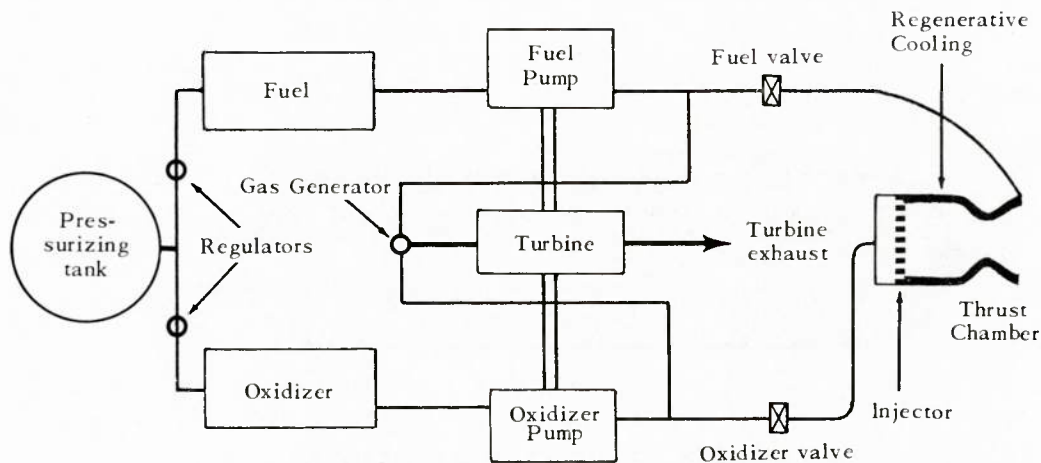 Regenerative
Cooling
Fuel
Pump
Fuel valve
Fuel
Gas Generator
Pres-
surizing
tank
Regulators
Turbine
Turbine
exhaust
Thrust
Chamber
Oxidizer
Oxidizer
Pump
Injector
Oxidizer valve